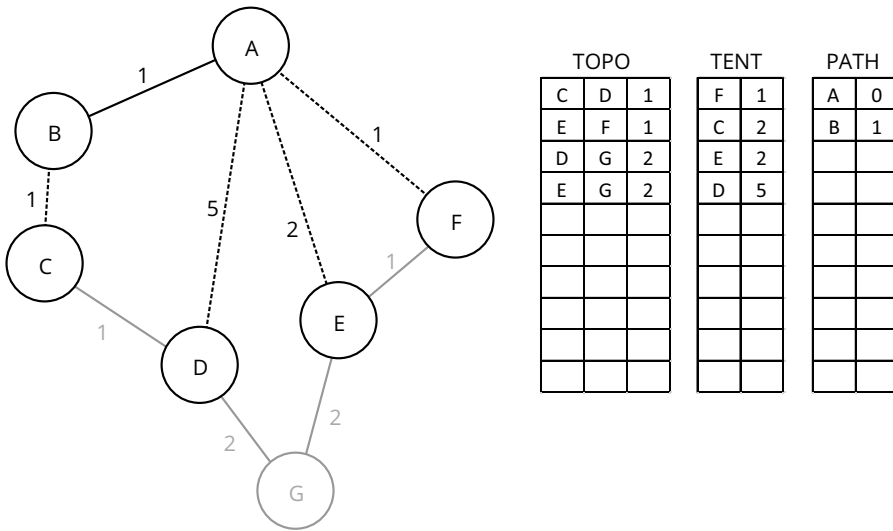 A
1
B
1
1
5
2
F
C
1
E
1
D
2
2
G
TOPO TENT PATH
C D 1 F 1 A 0
E F 1 C 2 B 1
D G 2 E 2
E G 2 D 5